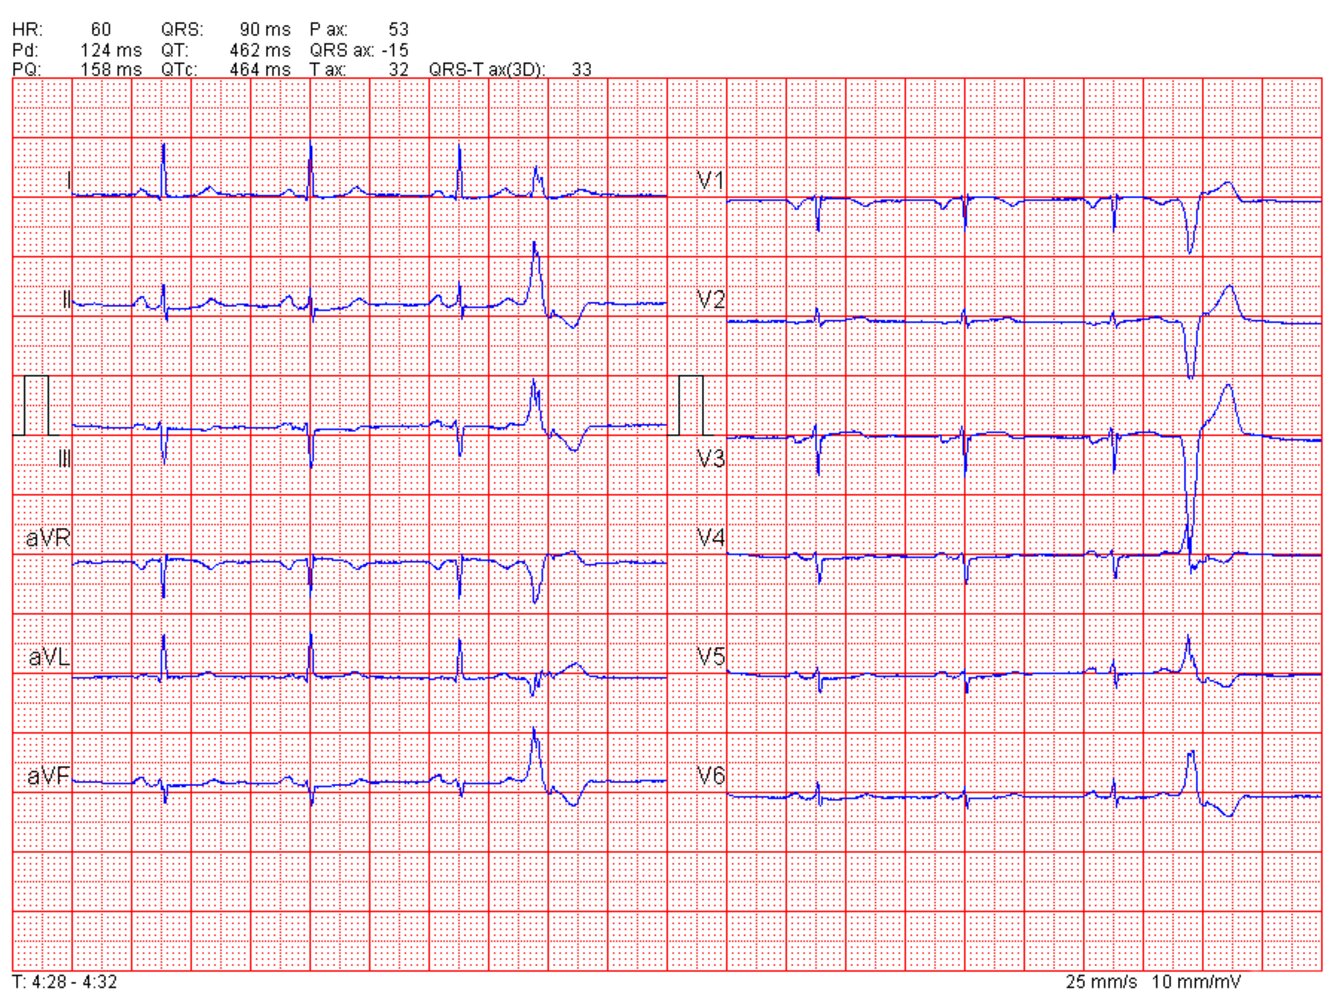 HR: 60 QRS: 90 ms P ax: 53
Pd: 124 ms QT: 462 ms QRS ax: -15
PQ: 158 ms QTc: 464 ms T ax: 32 QRS-T ax(3D): 33
I V1
II V2
III V3
aVR V4
aVL V5
aVF V6
T: 4:28 - 4:32 25 mm/s 10 mm/mV